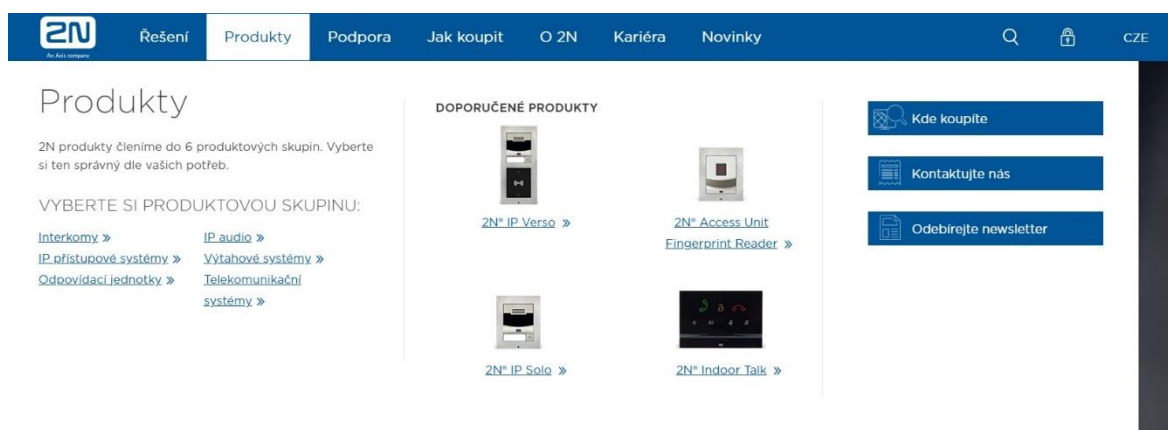 2N
An Axis company
Řešení
Produkty
Podpora
Jak koupit
O 2N
Kariéra
Novinky
CZE
Produkty
2N produkty členíme do 6 produktových skupin. Vyberte
si ten správný dle vašich potřeb.
VYBERTE SI PRODUKTOVOU SKUPINU:
Interkomy »
IP přístupové systémy »
Odpovídací jednotky »
IP audio »
Výtahové systémy »
Telekomunikační
systémy »
DOPORUČENÉ PRODUKTY
2N® IP Verso »
2N® Access Unit
Fingerprint Reader »
2N® IP Solo »
2N® Indoor Talk »
Kde koupíte
Kontaktujte nás
Odebírejte newsletter